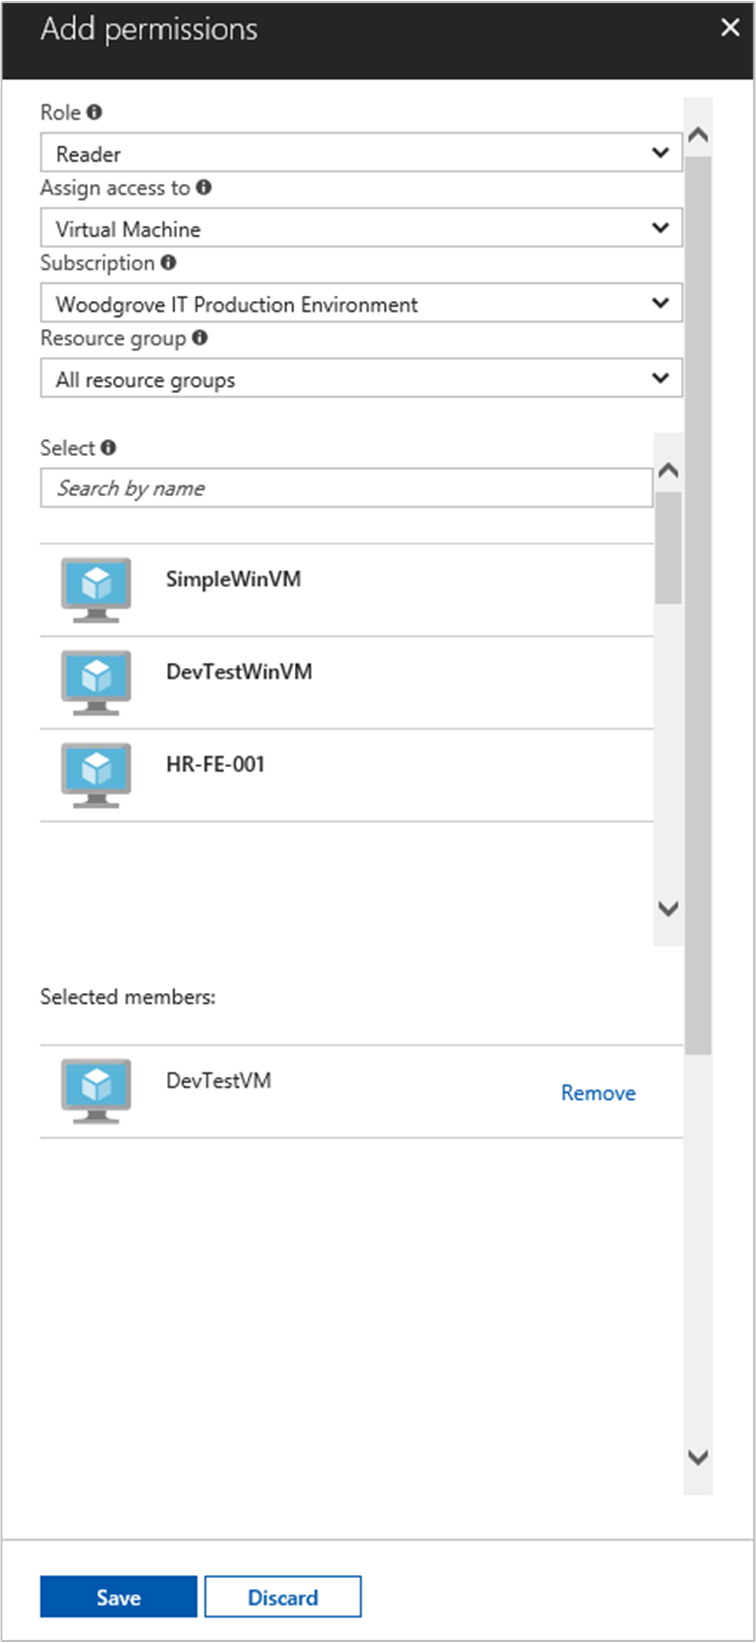 Add permissions
Role
Reader
Assign access to
Virtual Machine
Subscription
Woodgrove IT Production Environment
Resource group
All resource groups
Select
Search by name
SimpleWinVM
DevTestWinVM
HR-FE-001
Selected members:
DevTestVM
Remove
Save Discard